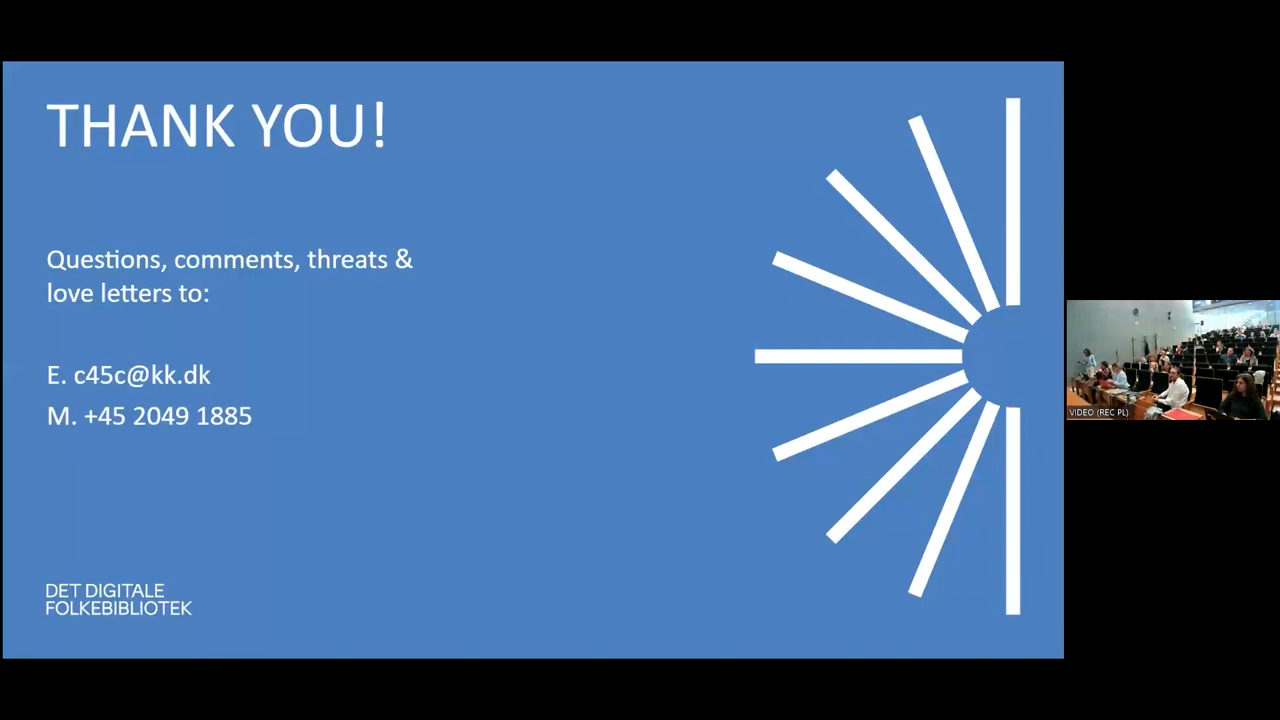 THANK YOU!
Questions, comments, threats &
love letters to:
E. c45c@kk.dk
M. +45 2049 1885
DET DIGITALE
FOLKEBIBLIOTEK
VIDEO (REC PL)